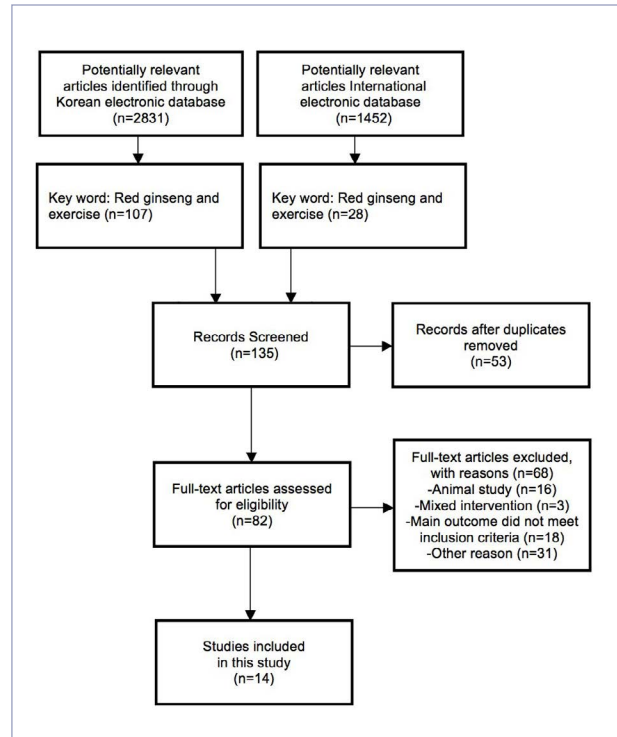 Potentially relevant
articles identified through
Korean electronic database
(n=2831)
Potentially relevant
articles International
electronic database
(n=1452)
Key word: Red ginseng and
exercise (n=107)
Key word: Red ginseng and
exercise (n=28)
Records Screened
(n=135)
Records after duplicates
removed
(n=53)
Full-text articles assessed
for eligibility
(n=82)
Full-text articles excluded,
with reasons (n=68)
-Animal study (n=16)
-Mixed intervention (n=3)
-Main outcome did not meet
inclusion criteria (n=18)
-Other reason (n=31)
Studies included
in this study
(n=14)